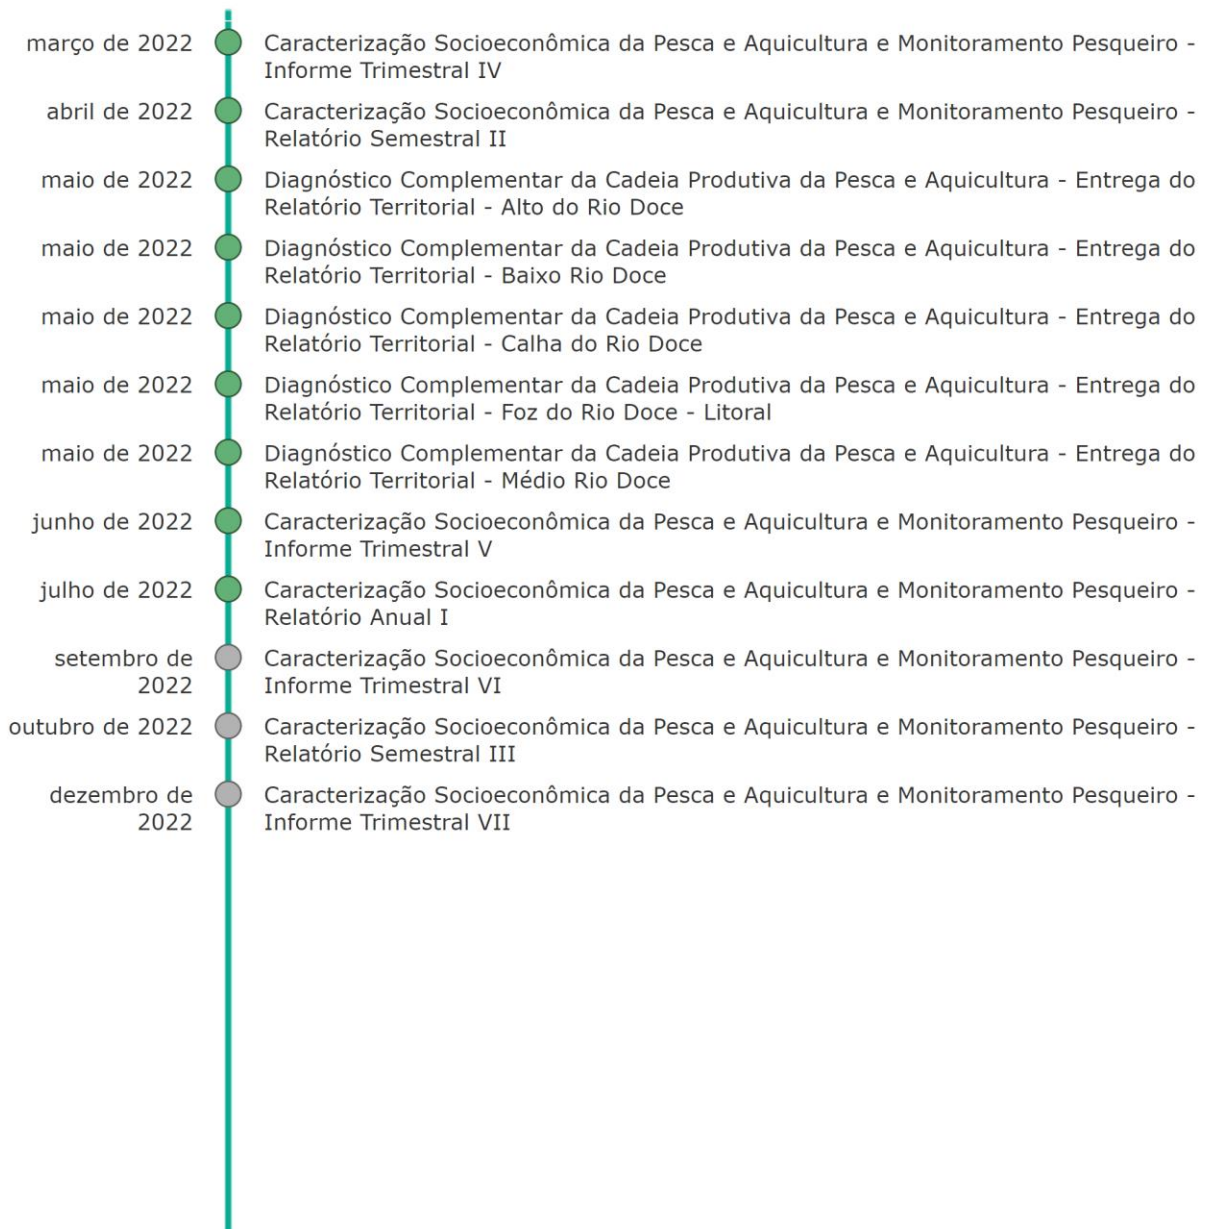 março de 2022
Caracterização Socioeconômica da Pesca e Aquicultura e Monitoramento Pesqueiro -
Informe Trimestral IV
abril de 2022
Caracterização Socioeconômica da Pesca e Aquicultura e Monitoramento Pesqueiro -
Relatório Semestral II
maio de 2022
Diagnóstico Complementar da Cadeia Produtiva da Pesca e Aquicultura - Entrega do
Relatório Territorial - Alto do Rio Doce
maio de 2022
Diagnóstico Complementar da Cadeia Produtiva da Pesca e Aquicultura - Entrega do
Relatório Territorial - Baixo Rio Doce
maio de 2022
Diagnóstico Complementar da Cadeia Produtiva da Pesca e Aquicultura - Entrega do
Relatório Territorial - Calha do Rio Doce
maio de 2022
Diagnóstico Complementar da Cadeia Produtiva da Pesca e Aquicultura - Entrega do
Relatório Territorial - Foz do Rio Doce - Litoral
maio de 2022
Diagnóstico Complementar da Cadeia Produtiva da Pesca e Aquicultura - Entrega do
Relatório Territorial - Médio Rio Doce
junho de 2022
Caracterização Socioeconômica da Pesca e Aquicultura e Monitoramento Pesqueiro -
Informe Trimestral V
julho de 2022
Caracterização Socioeconômica da Pesca e Aquicultura e Monitoramento Pesqueiro -
Relatório Anual I
setembro de
2022
Caracterização Socioeconômica da Pesca e Aquicultura e Monitoramento Pesqueiro -
Informe Trimestral VI
outubro de 2022
Caracterização Socioeconômica da Pesca e Aquicultura e Monitoramento Pesqueiro -
Relatório Semestral III
dezembro de
2022
Caracterização Socioeconômica da Pesca e Aquicultura e Monitoramento Pesqueiro -
Informe Trimestral VII